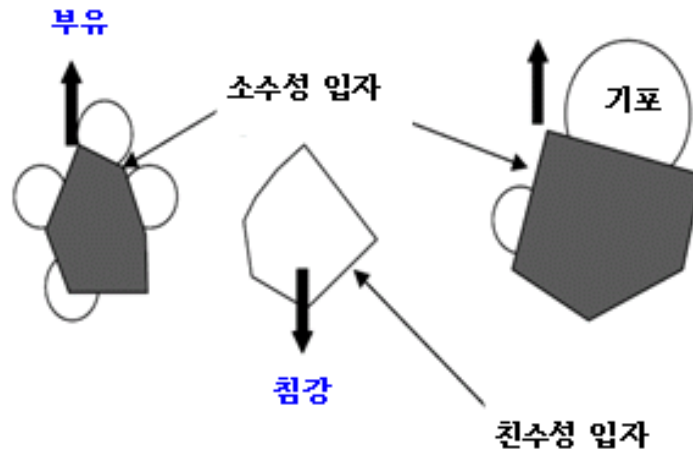 부유
소수성 입자
기포
침강
친수성 입자